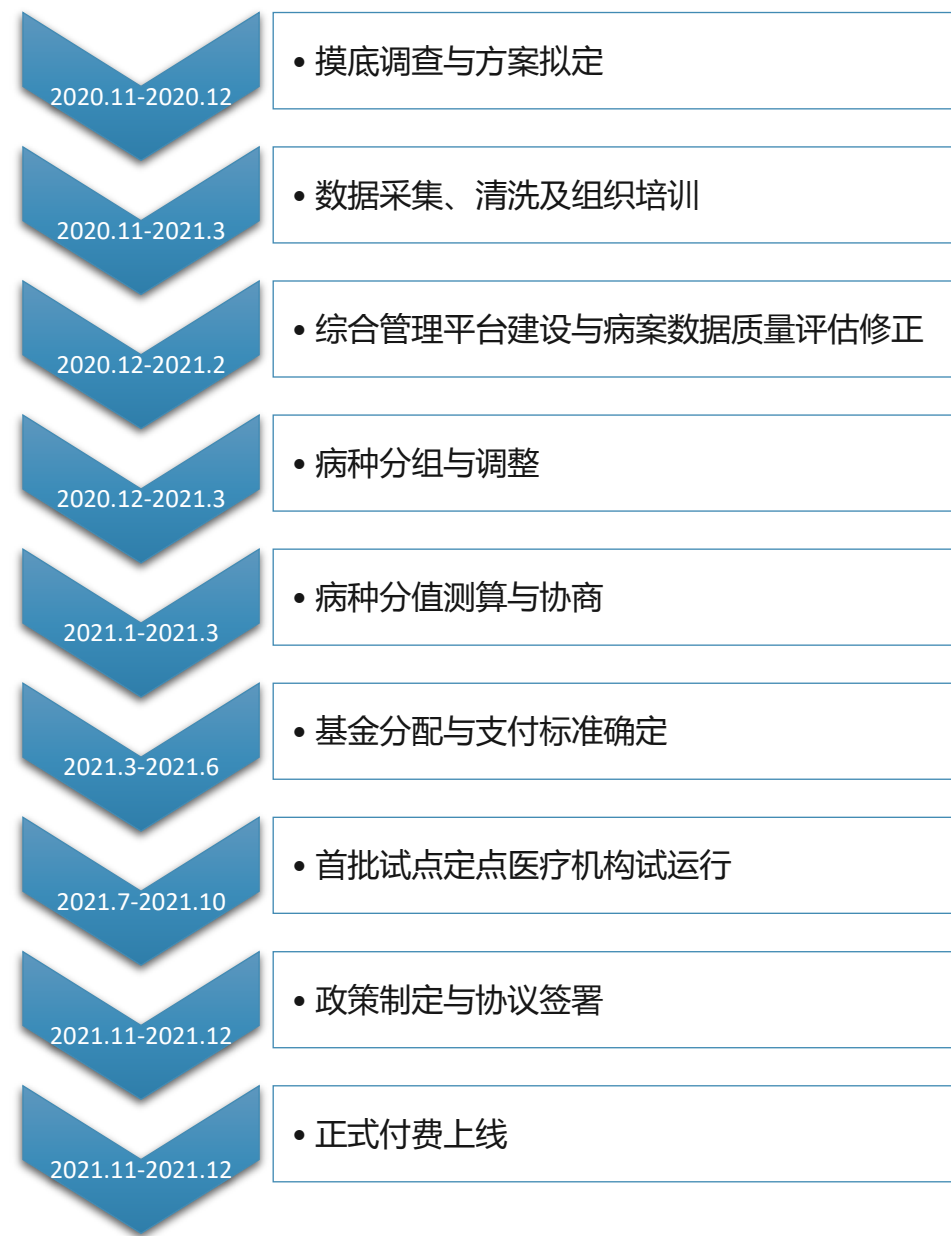 2020.11-2020.12
• 摸底调查与方案拟定
2020.11-2021.3
• 数据采集、清洗及组织培训
2020.12-2021.2
• 综合管理平台建设与病案数据质量评估修正
2020.12-2021.3
• 病种分组与调整
2021.1-2021.3
• 病种分值测算与协商
2021.3-2021.6
• 基金分配与支付标准确定
2021.7-2021.10
• 首批试点定点医疗机构试运行
2021.11-2021.12
• 政策制定与协议签署
2021.11-2021.12
• 正式付费上线